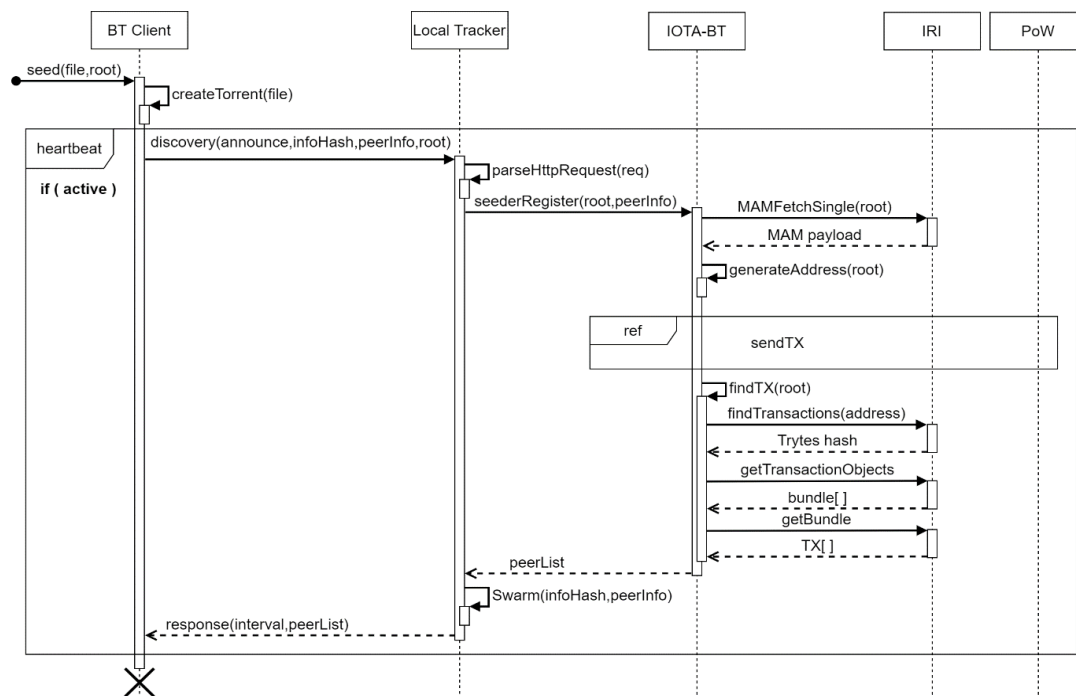 BT Client
Local Tracker
IOTA-BT
IRI
PoW
seed(file,root)
createTorrent(file)
heartbeat
discovery(announce,infoHash,peerInfo,root)
if ( active )
parseHttpRequest(req)
seederRegister(root,peerInfo)
MAMFetchSingle(root)
MAM payload
generateAddress(root)
ref
sendTX
findTX(root)
findTransactions(address)
Trytes hash
getTransactionObjects
bundle[ ]
getBundle
TX[ ]
peerList
Swarm(infoHash,peerInfo)
response(interval,peerList)